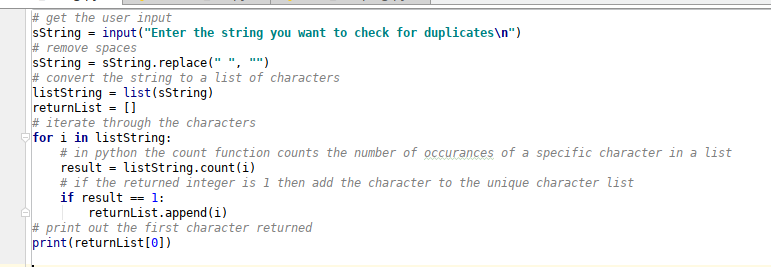 # get the user input
sString = input("Enter the string you want to check for duplicates\n")
# remove spaces
sString = sString.replace(" ", "")
# convert the string to a list of characters
listString = list(sString)
returnList = []
# iterate through the characters
for i in listString:
    # in python the count function counts the number of occurances of a specific character in a list
    result = listString.count(i)
    # if the returned integer is 1 then add the character to the unique character list
    if result == 1:
        returnList.append(i)
# print out the first character returned
print(returnList[0])